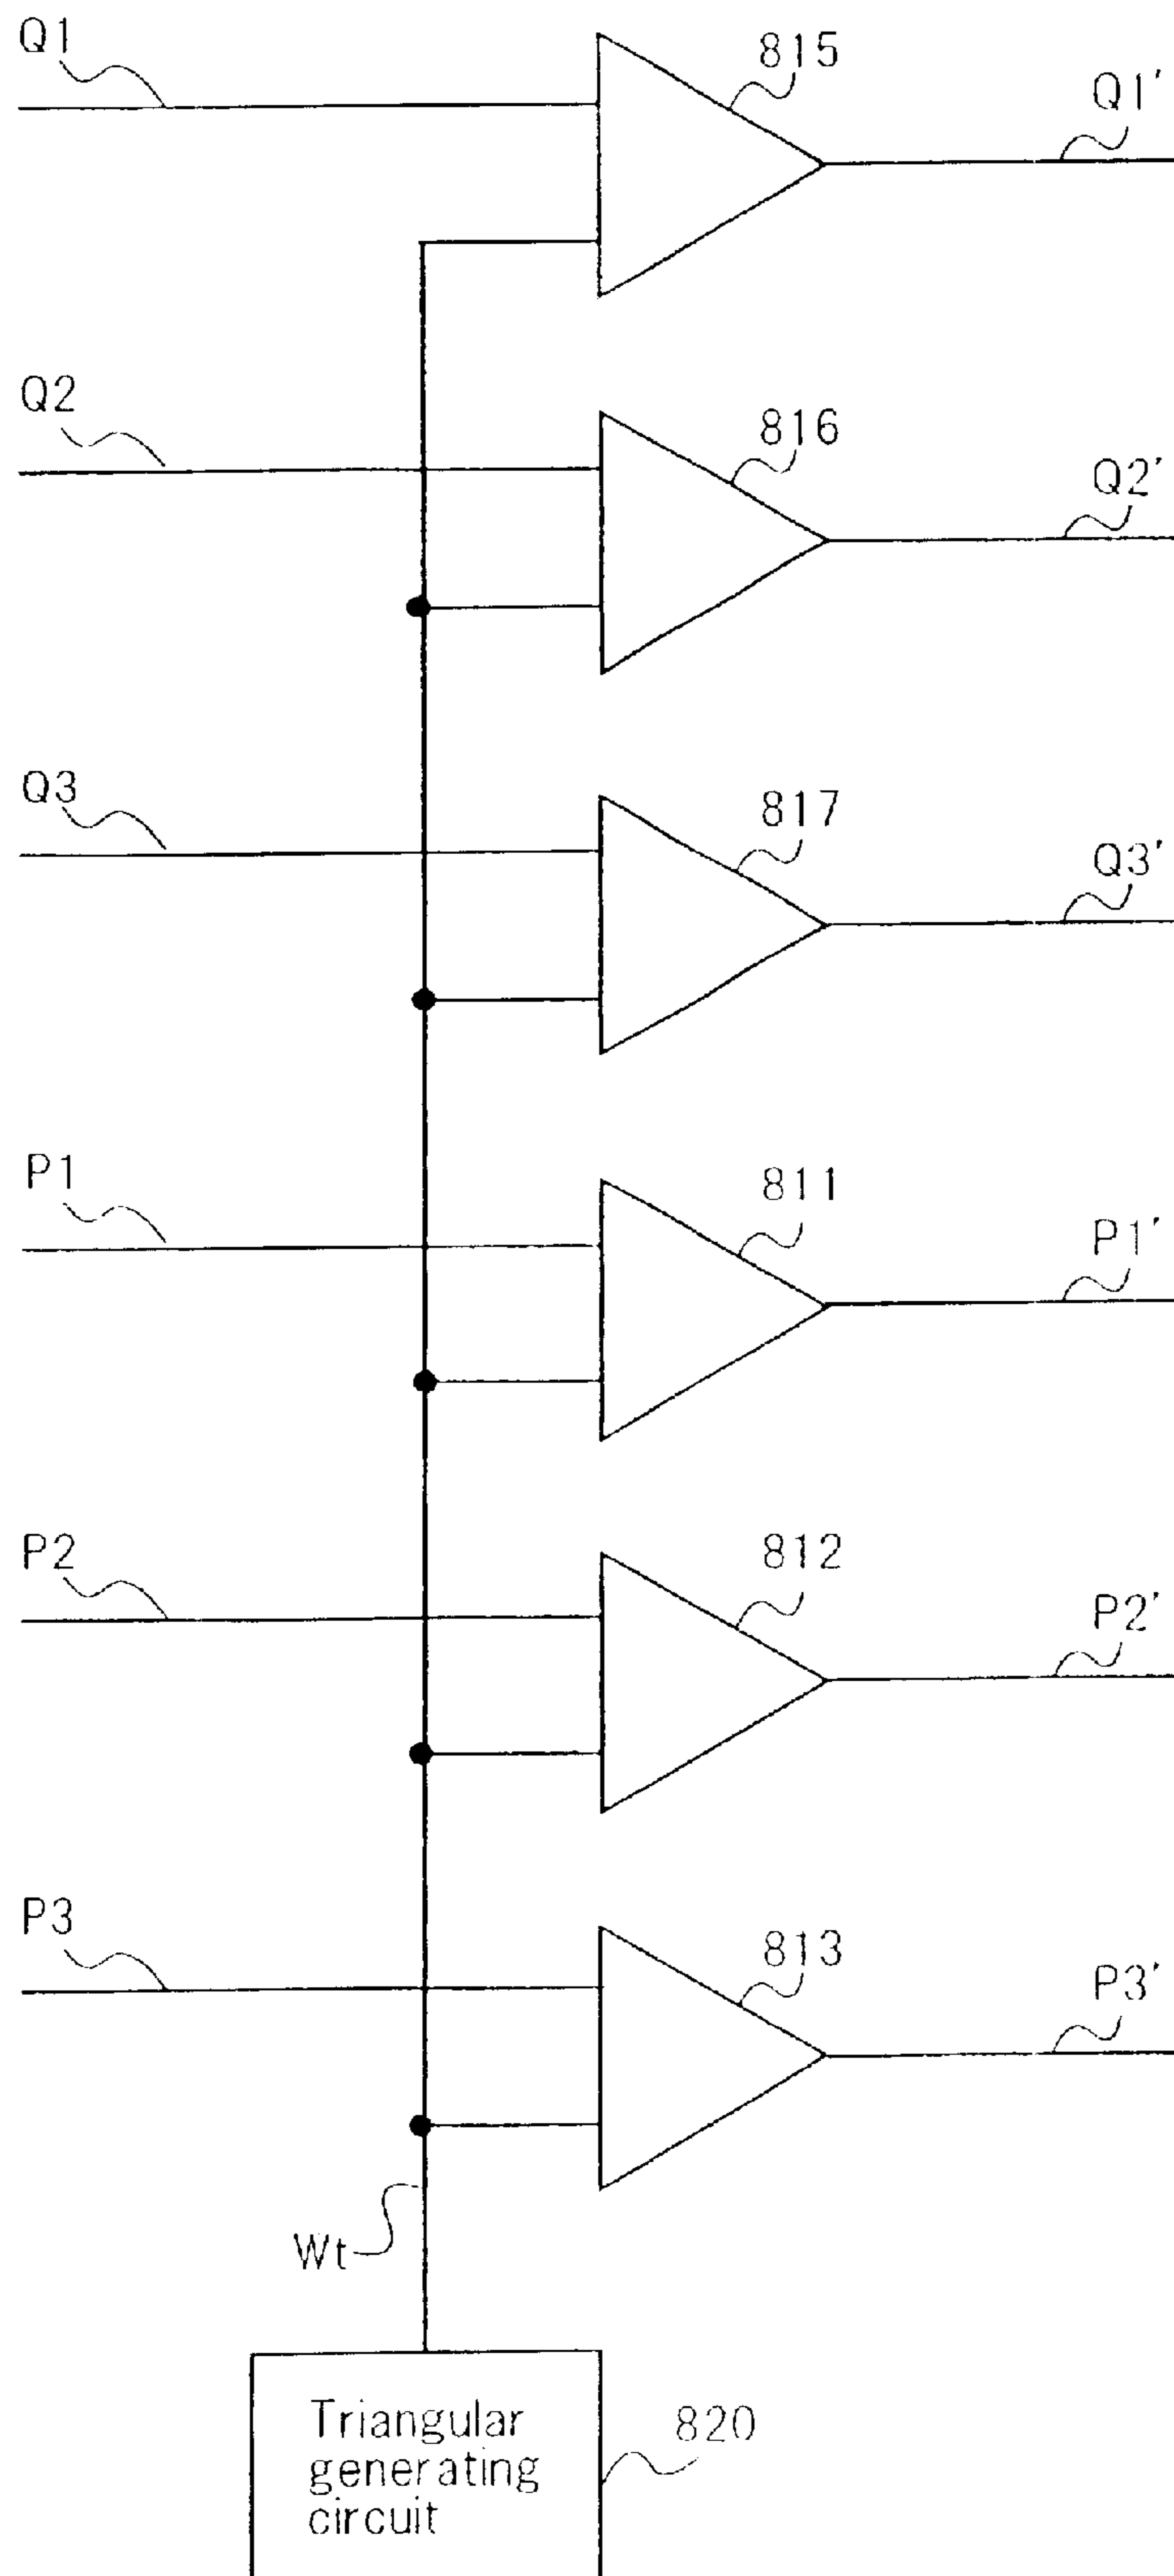 Q1
815
Q1'
Q2
816
Q2'
Q3
817
Q3'
P1
811
P1'
P2
812
P2'
P3
813
P3'
Wt
Triangular
generating
circuit
820